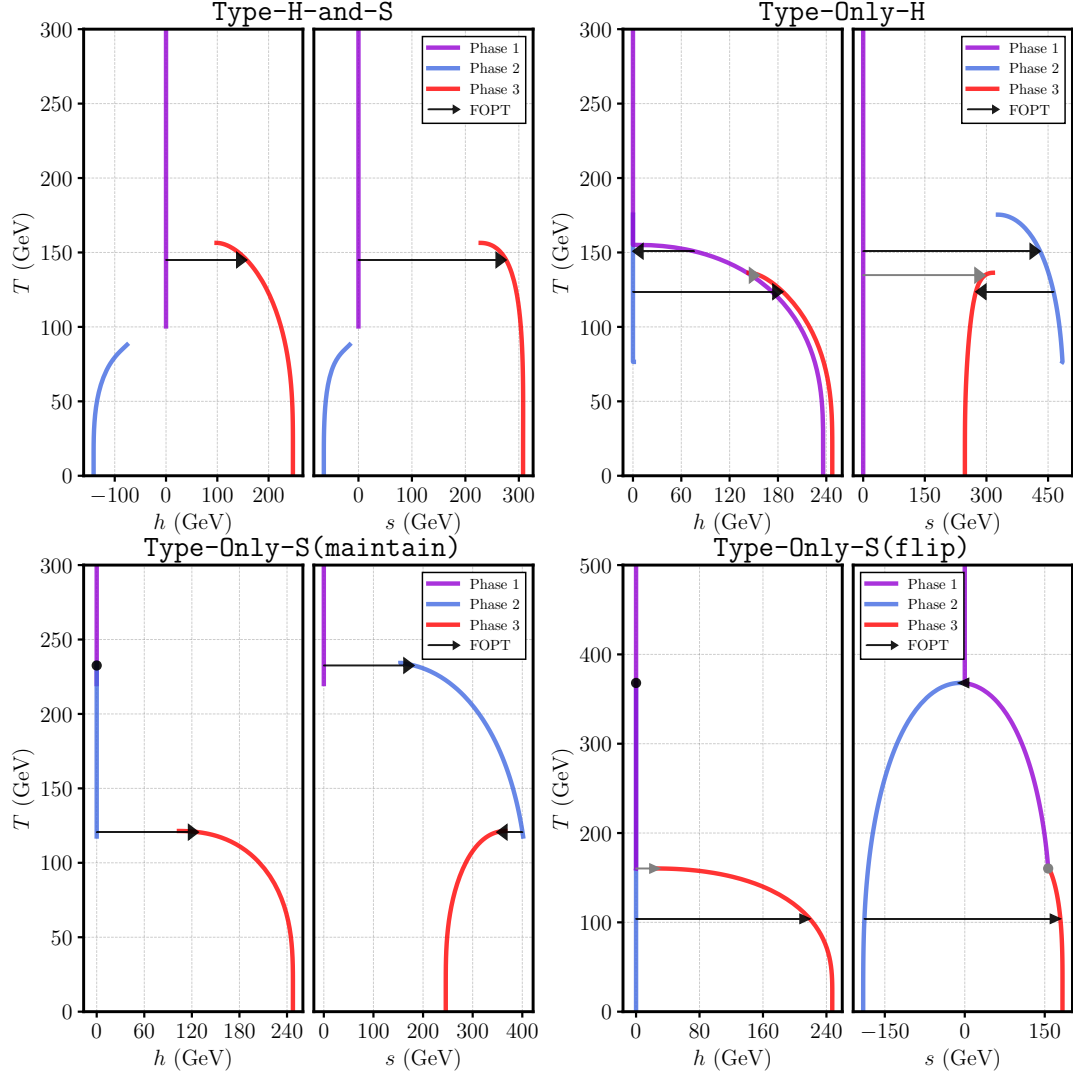 Type-H-and-S
300
250
200
150
100
50
0
T (GeV)
−100 0 100 200
h (GeV)
Phase 1
Phase 2
Phase 3
FOPT
0 100 200 300
s (GeV)
Type-Only-H
300
250
200
150
100
50
0
T (GeV)
0 60 120 180 240
h (GeV)
Phase 1
Phase 2
Phase 3
FOPT
0 150 300 450
s (GeV)
Type-Only-S(maintain)
300
250
200
150
100
50
0
T (GeV)
0 60 120 180 240
h (GeV)
Phase 1
Phase 2
Phase 3
FOPT
0 100 200 300 400
s (GeV)
Type-Only-S(flip)
500
400
300
200
100
0
T (GeV)
0 80 160 240
h (GeV)
Phase 1
Phase 2
Phase 3
FOPT
−150 0 150
s (GeV)